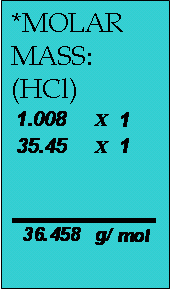 *MOLAR
MASS:
(HCl)
1.008 x 1
35.45 x 1
36.458 g/mol